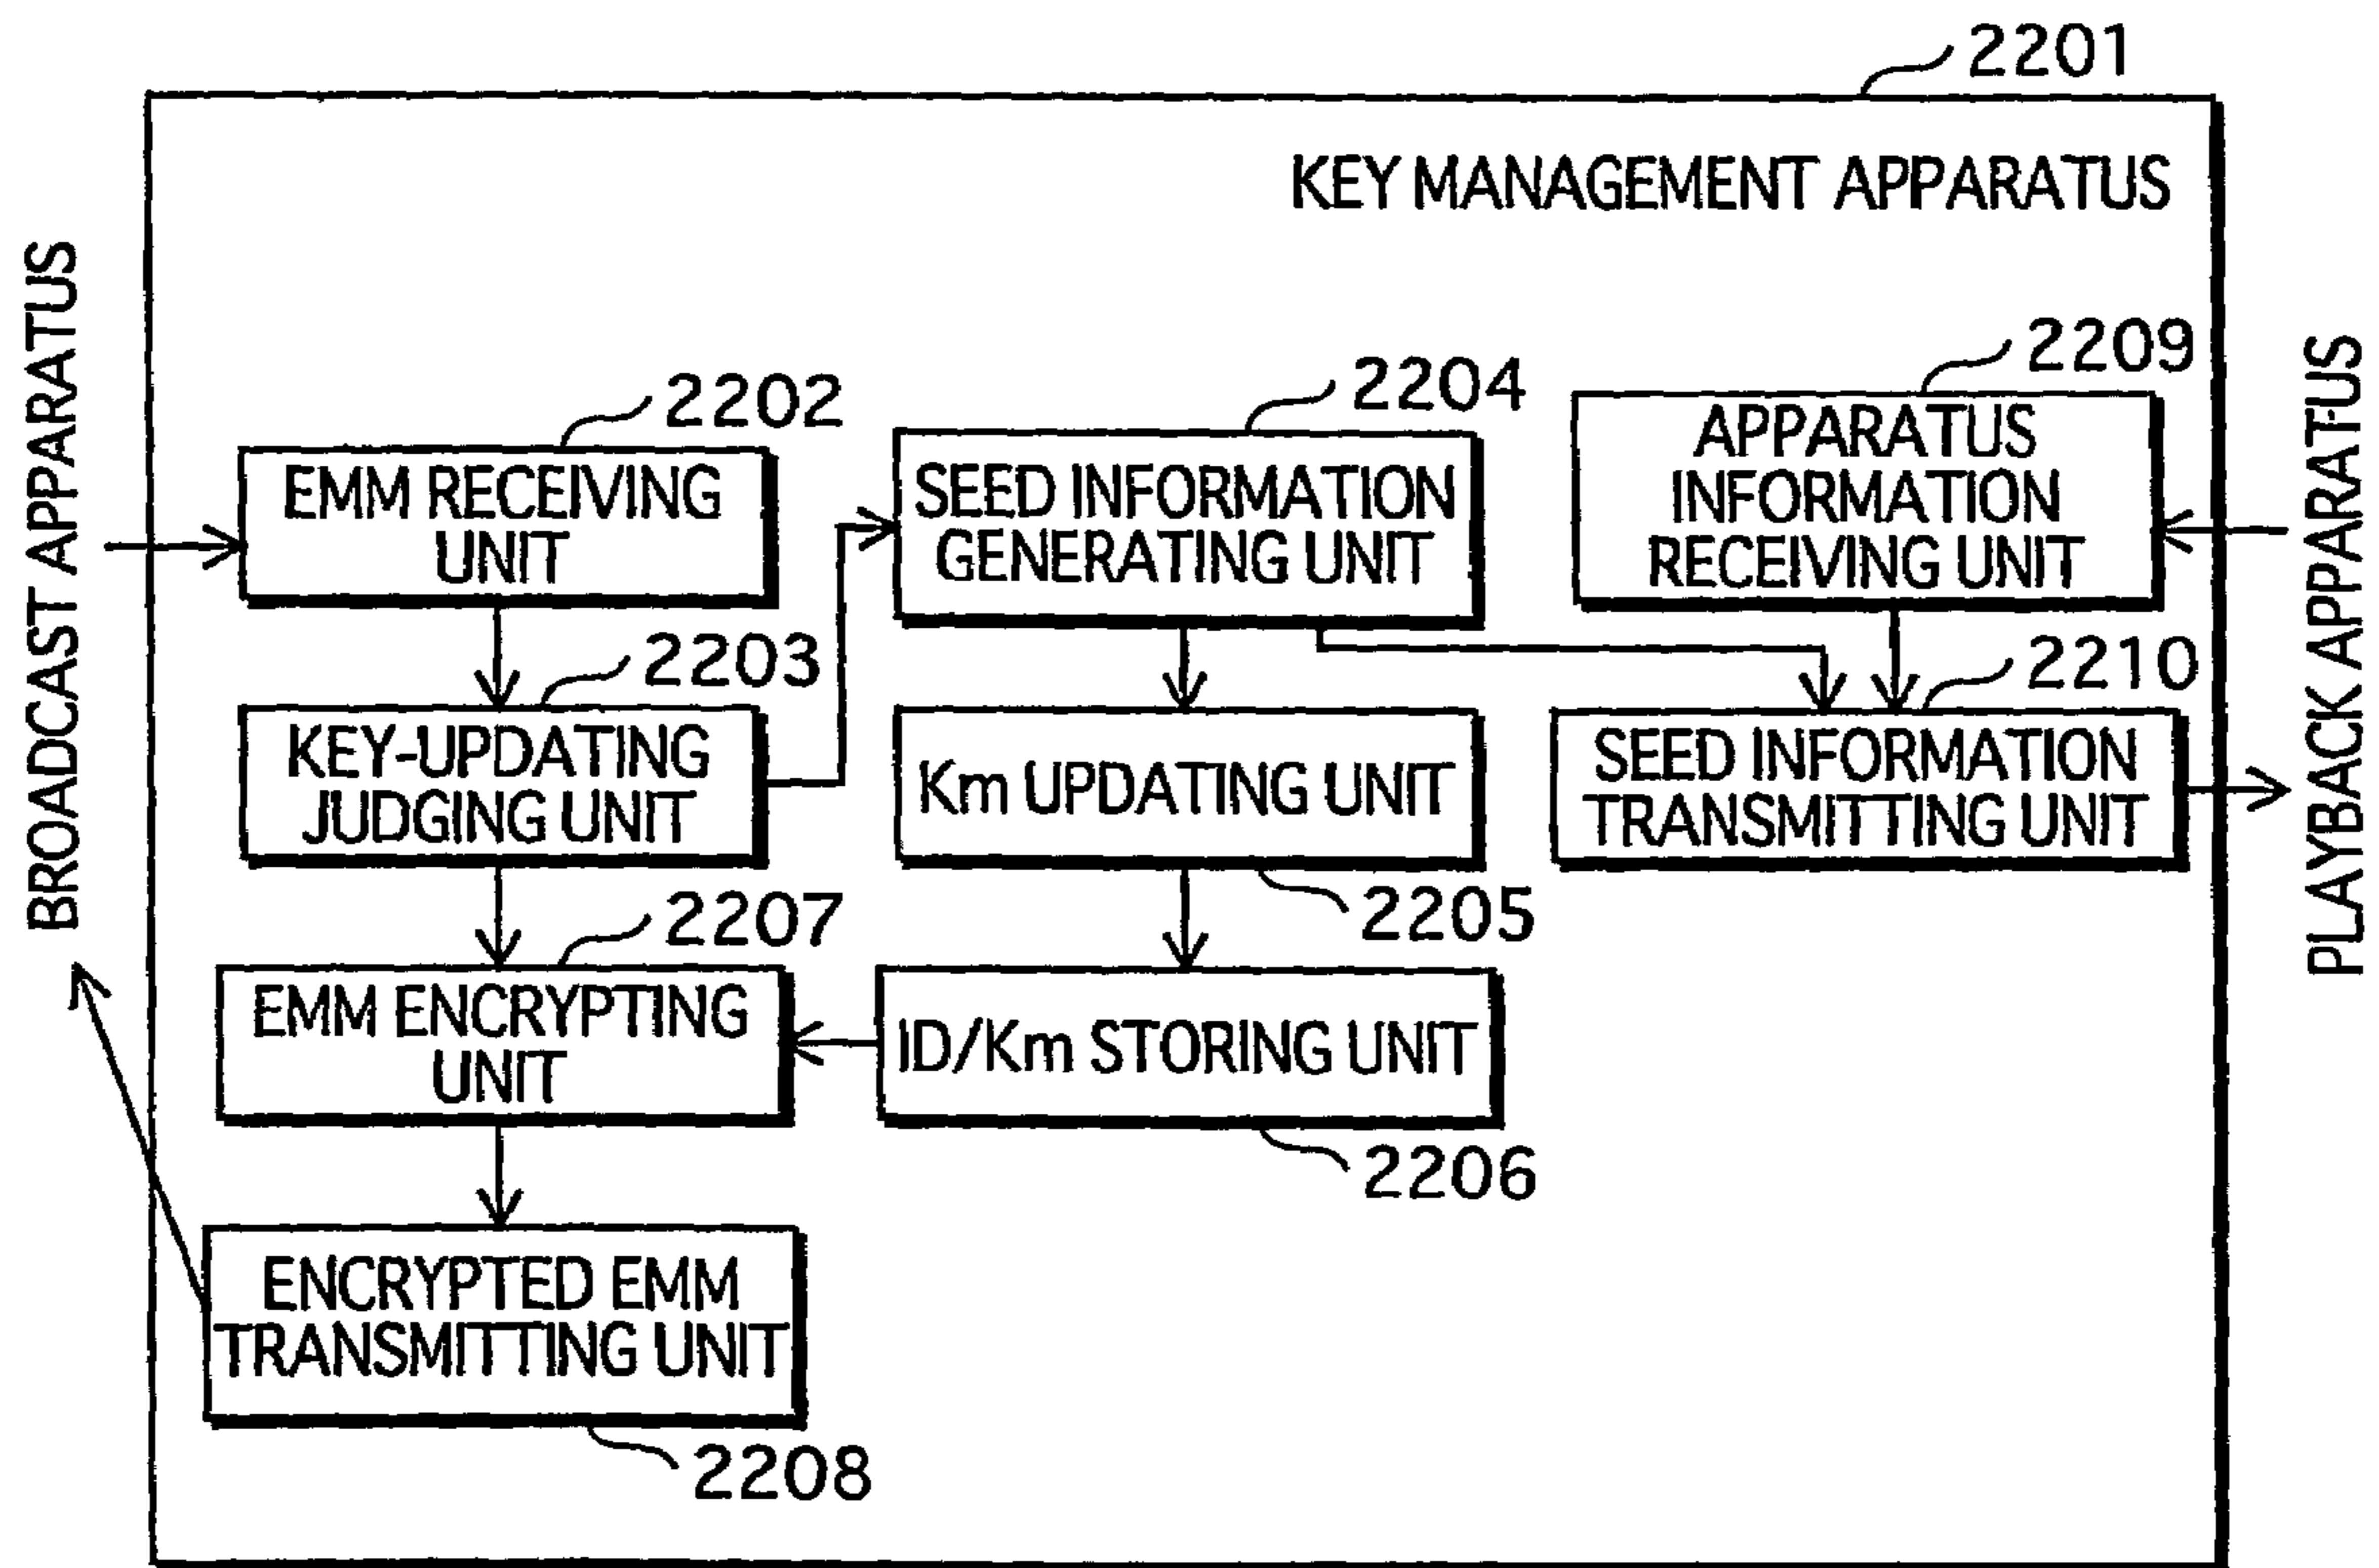 2201
KEY MANAGEMENT APPARATUS
BROADCAST APPARATUS
2202
EMM RECEIVING
UNIT
2204
SEED INFORMATION
GENERATING UNIT
2209
APPARATUS
INFORMATION
RECEIVING UNIT
PLAYBACK APPARATUS
2203
KEY-UPDATING
JUDGING UNIT
Km UPDATING UNIT
2205
2210
SEED INFORMATION
TRANSMITTING UNIT
2207
EMM ENCRYPTING
UNIT
ID/Km STORING UNIT
2206
ENCRYPTED EMM
TRANSMITTING UNIT
2208